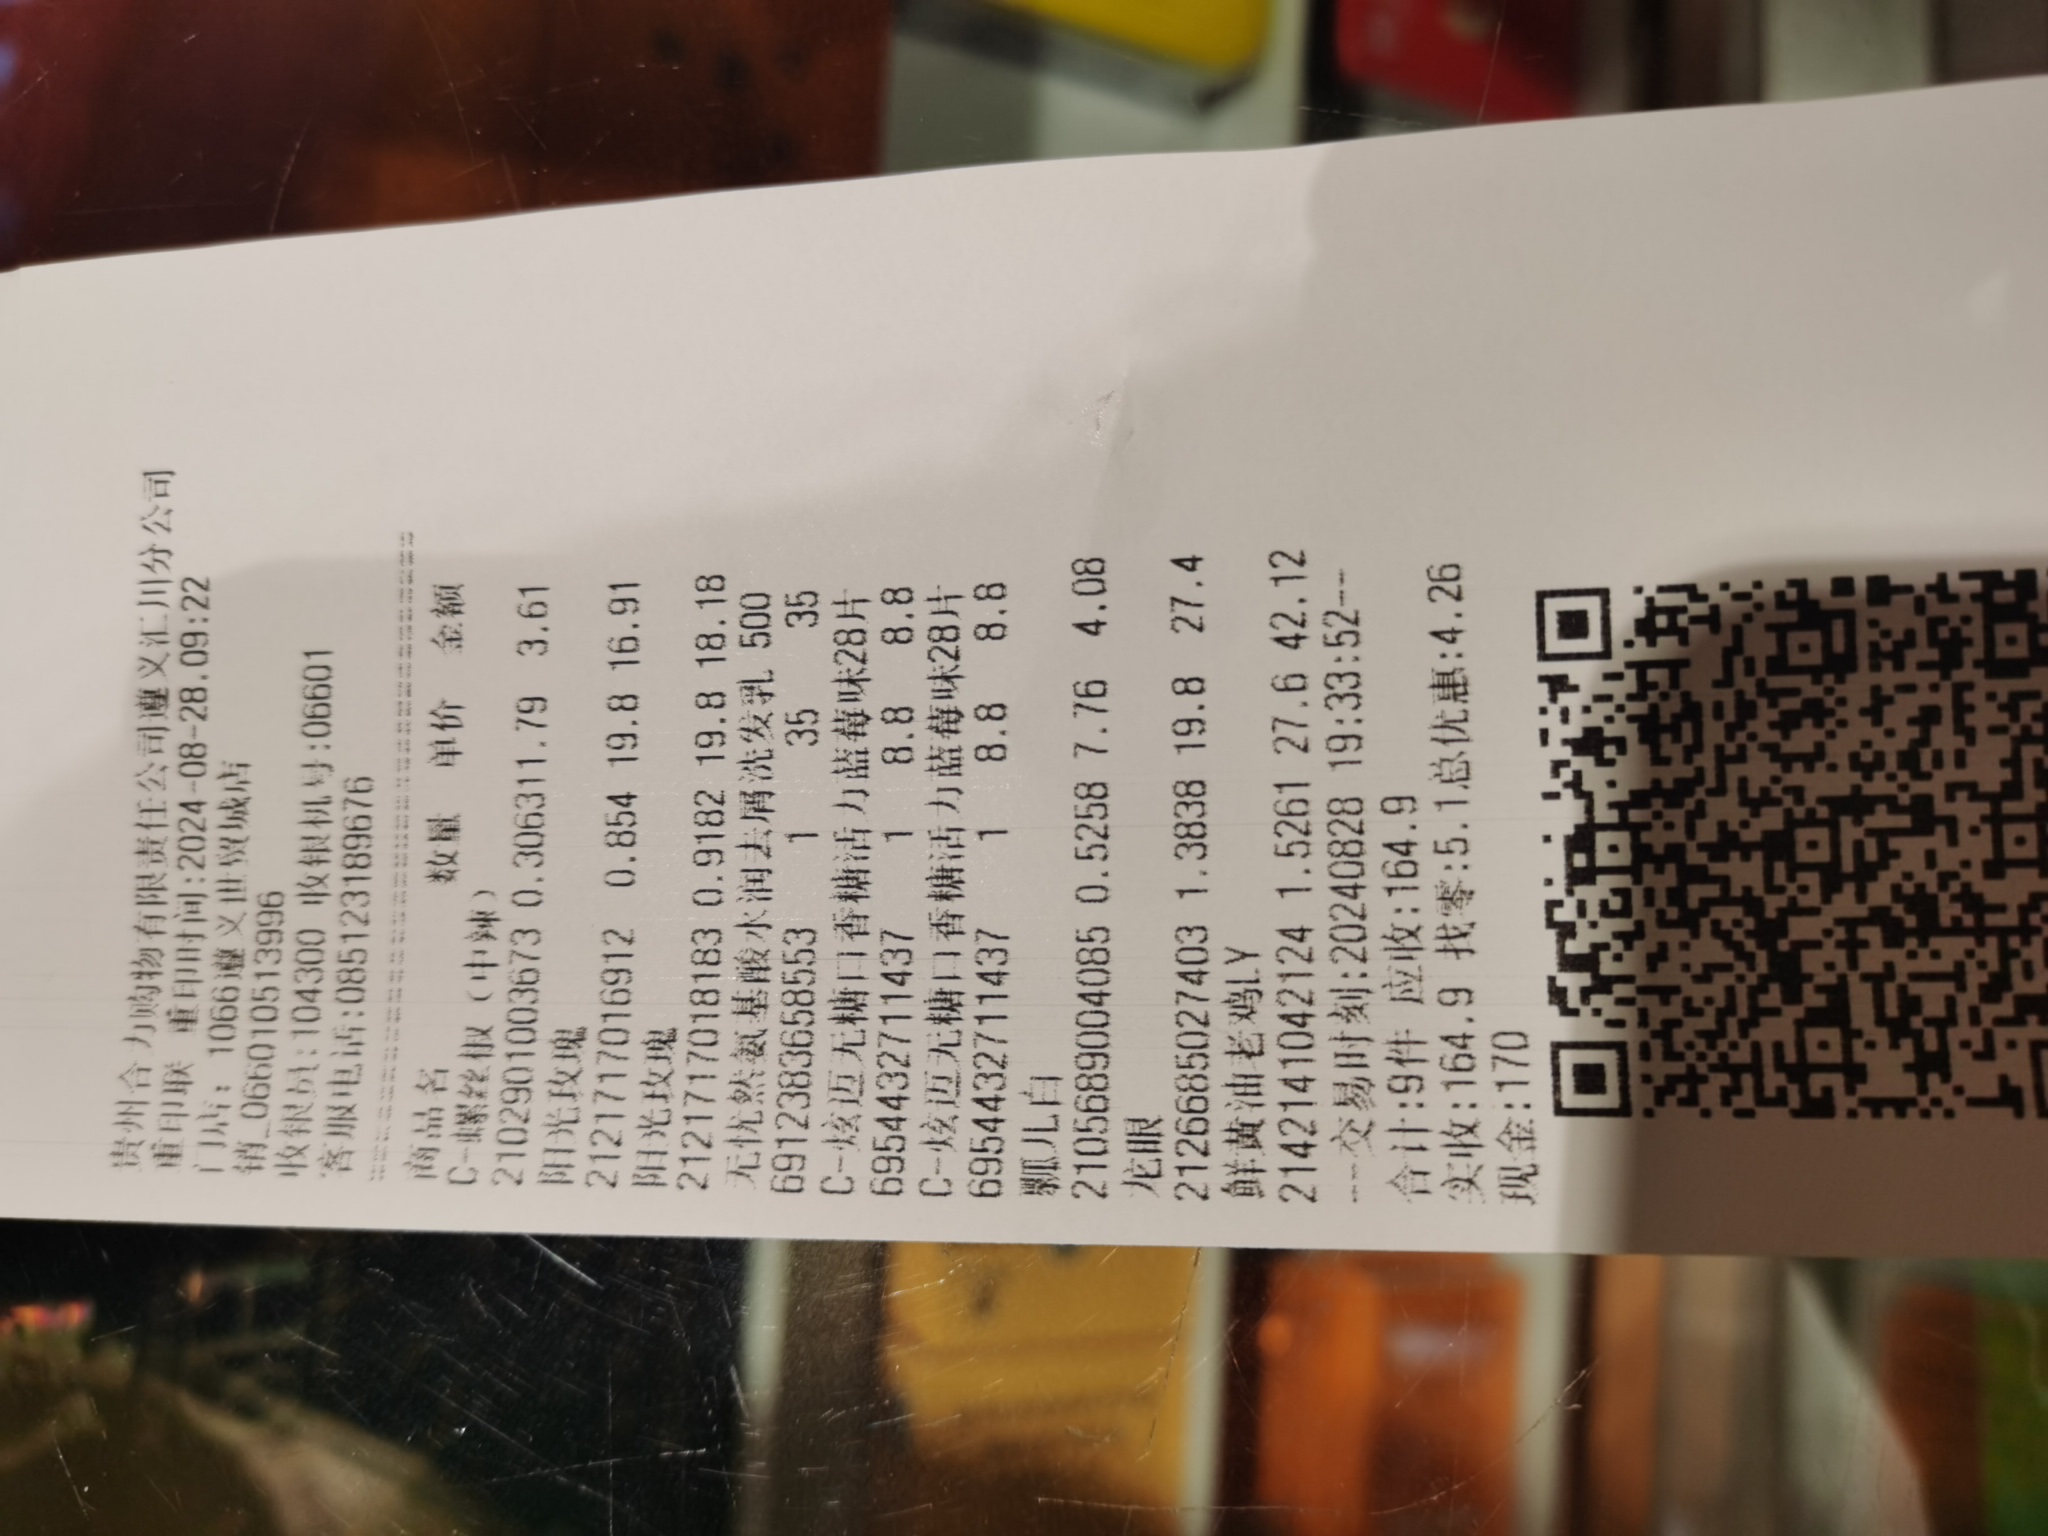 贵州合力购物有限责任公司遵义汇川分公司
重印联 重印时间:2024-08-28.09:22
门店: 1066遵义世贸城店
销_06601010513996
收银员:104300 收银机号:06601
客服电话:085123189676
商品名 数量 单价 金额
C-螺丝椒（中辣）
2102901003673 0.306311.79 3.61
阳光玫瑰
2121717016912 0.854 19.8 16.91
阳光玫瑰
2121717018183 0.9182 19.8 18.18
无忧然氨基酸水润去屑洗发乳 500
6912383658553 1 35 35
C-炫迈无糖口香糖活力蓝莓味28片
6954432711437 1 8.8 8.8
C-炫迈无糖口香糖活力蓝莓味28片
6954432711437 1 8.8 8.8
瓢儿白
2105689004085 0.5258 7.76 4.08
龙眼
2126685027403 1.3838 19.8 27.4
鲜黄油老鸡LY
2142141042124 1.5261 27.6 42.12
---交易时刻:20240828 19:33:52--
合计:9件 应收:164.9
实收:164.9 找零:5.1总优惠:4.26
现金:170